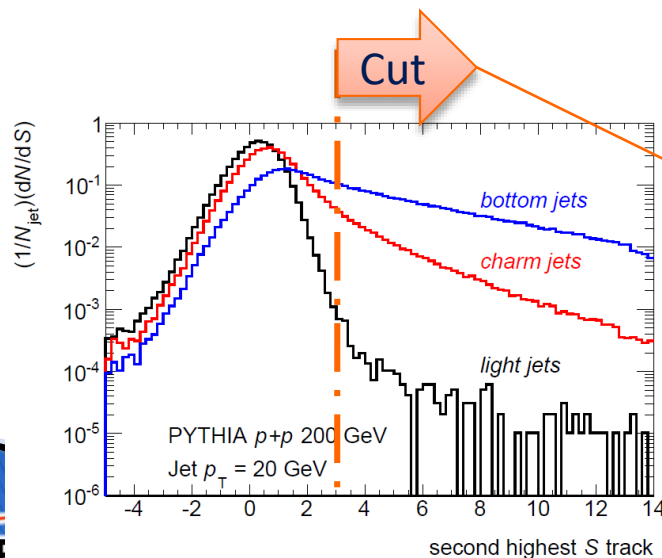 Cut
(1/N_jet)(dN/dS)
1
10^-1
10^-2
10^-3
10^-4
10^-5
10^-6
bottom jets
charm jets
light jets
PYTHIA p+p 200 GeV
Jet p_T = 20 GeV
-4 -2 0 2 4 6 8 10 12 14
second highest S track